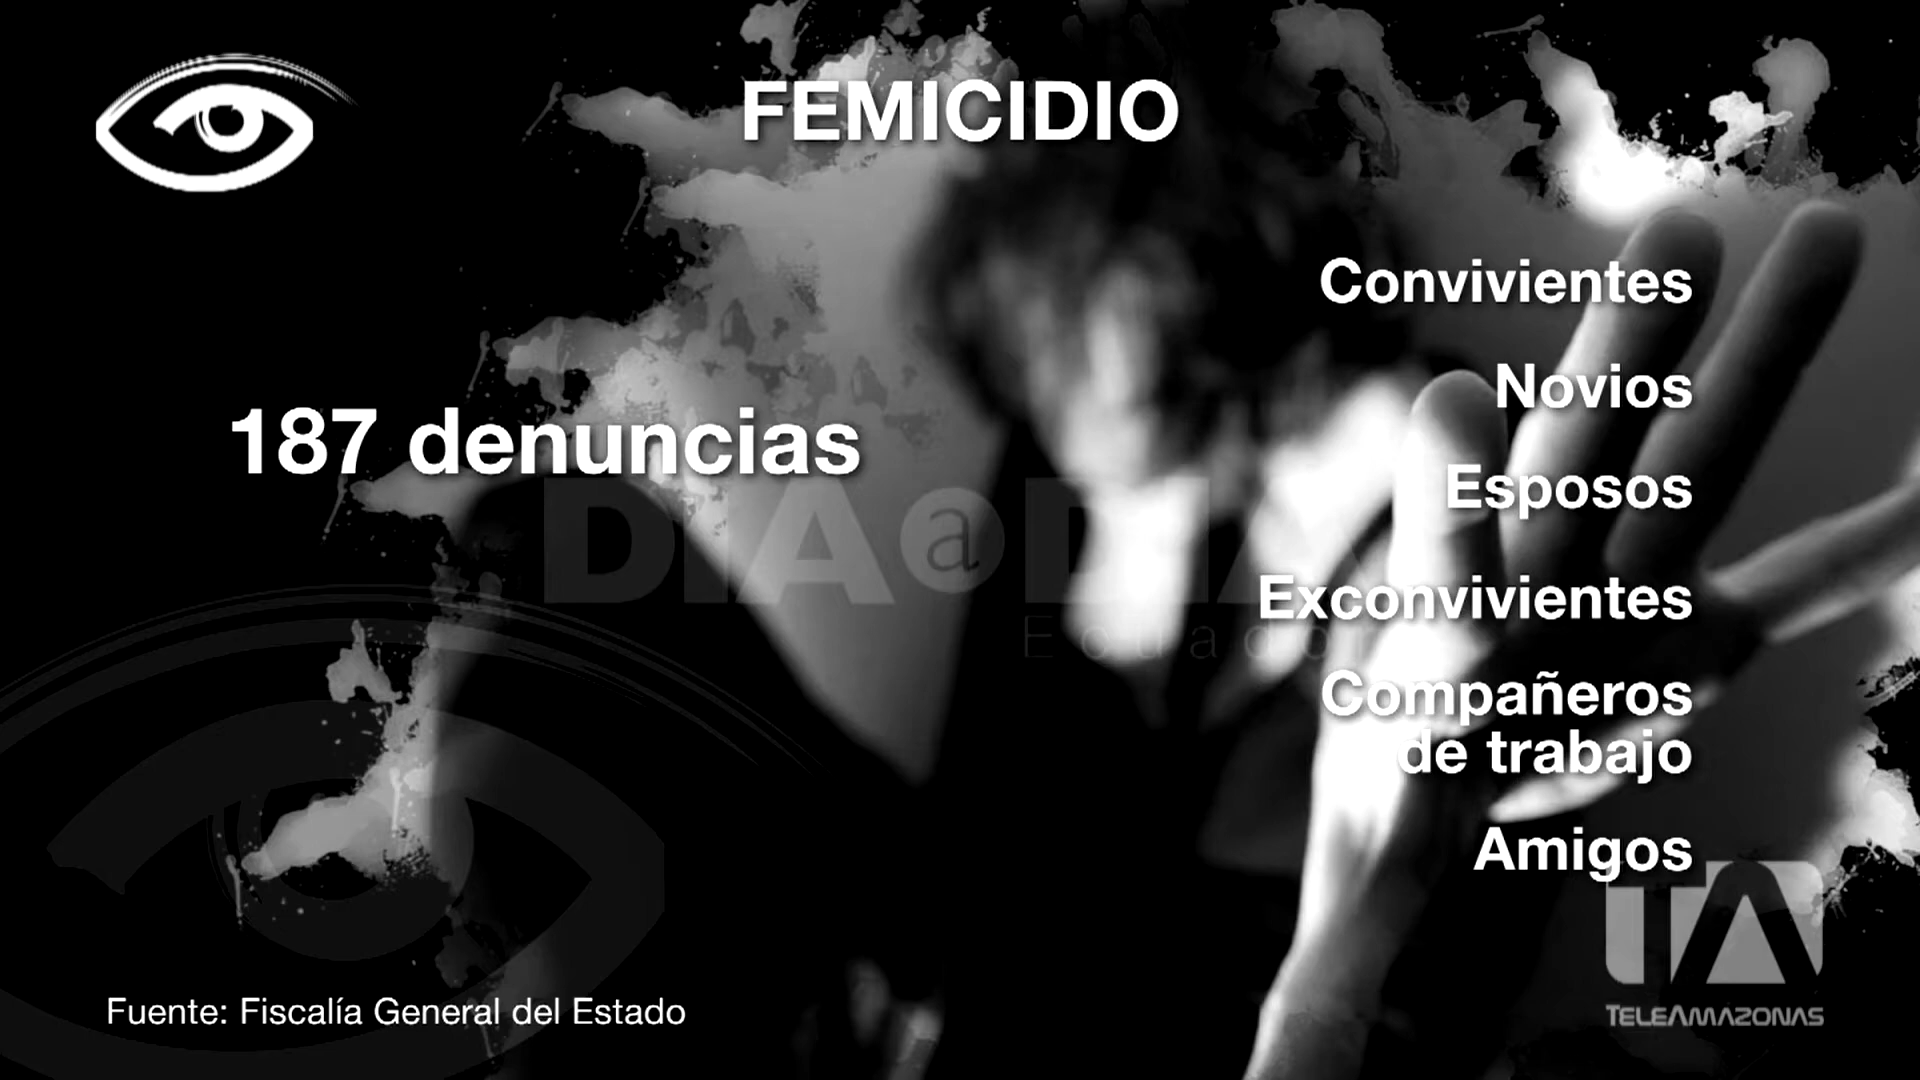 FEMICIDIO
187 denuncias
Convivientes
Novios
Esposos
Exconvivientes
Compañeros
de trabajo
Amigos
DIA a DIA
Ecuador
Fuente: Fiscalía General del Estado
TA
TELEAMAZONAS